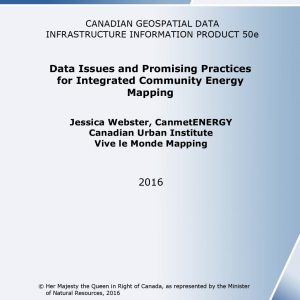 CANADIAN GEOSPATIAL DATA
INFRASTRUCTURE INFORMATION PRODUCT 50e
Data Issues and Promising Practices
for Integrated Community Energy
Mapping
Jessica Webster, CanmetENERGY
Canadian Urban Institute
Vive le Monde Mapping
2016
© Her Majesty the Queen in Right of Canada, as represented by the Minister
of Natural Resources, 2016